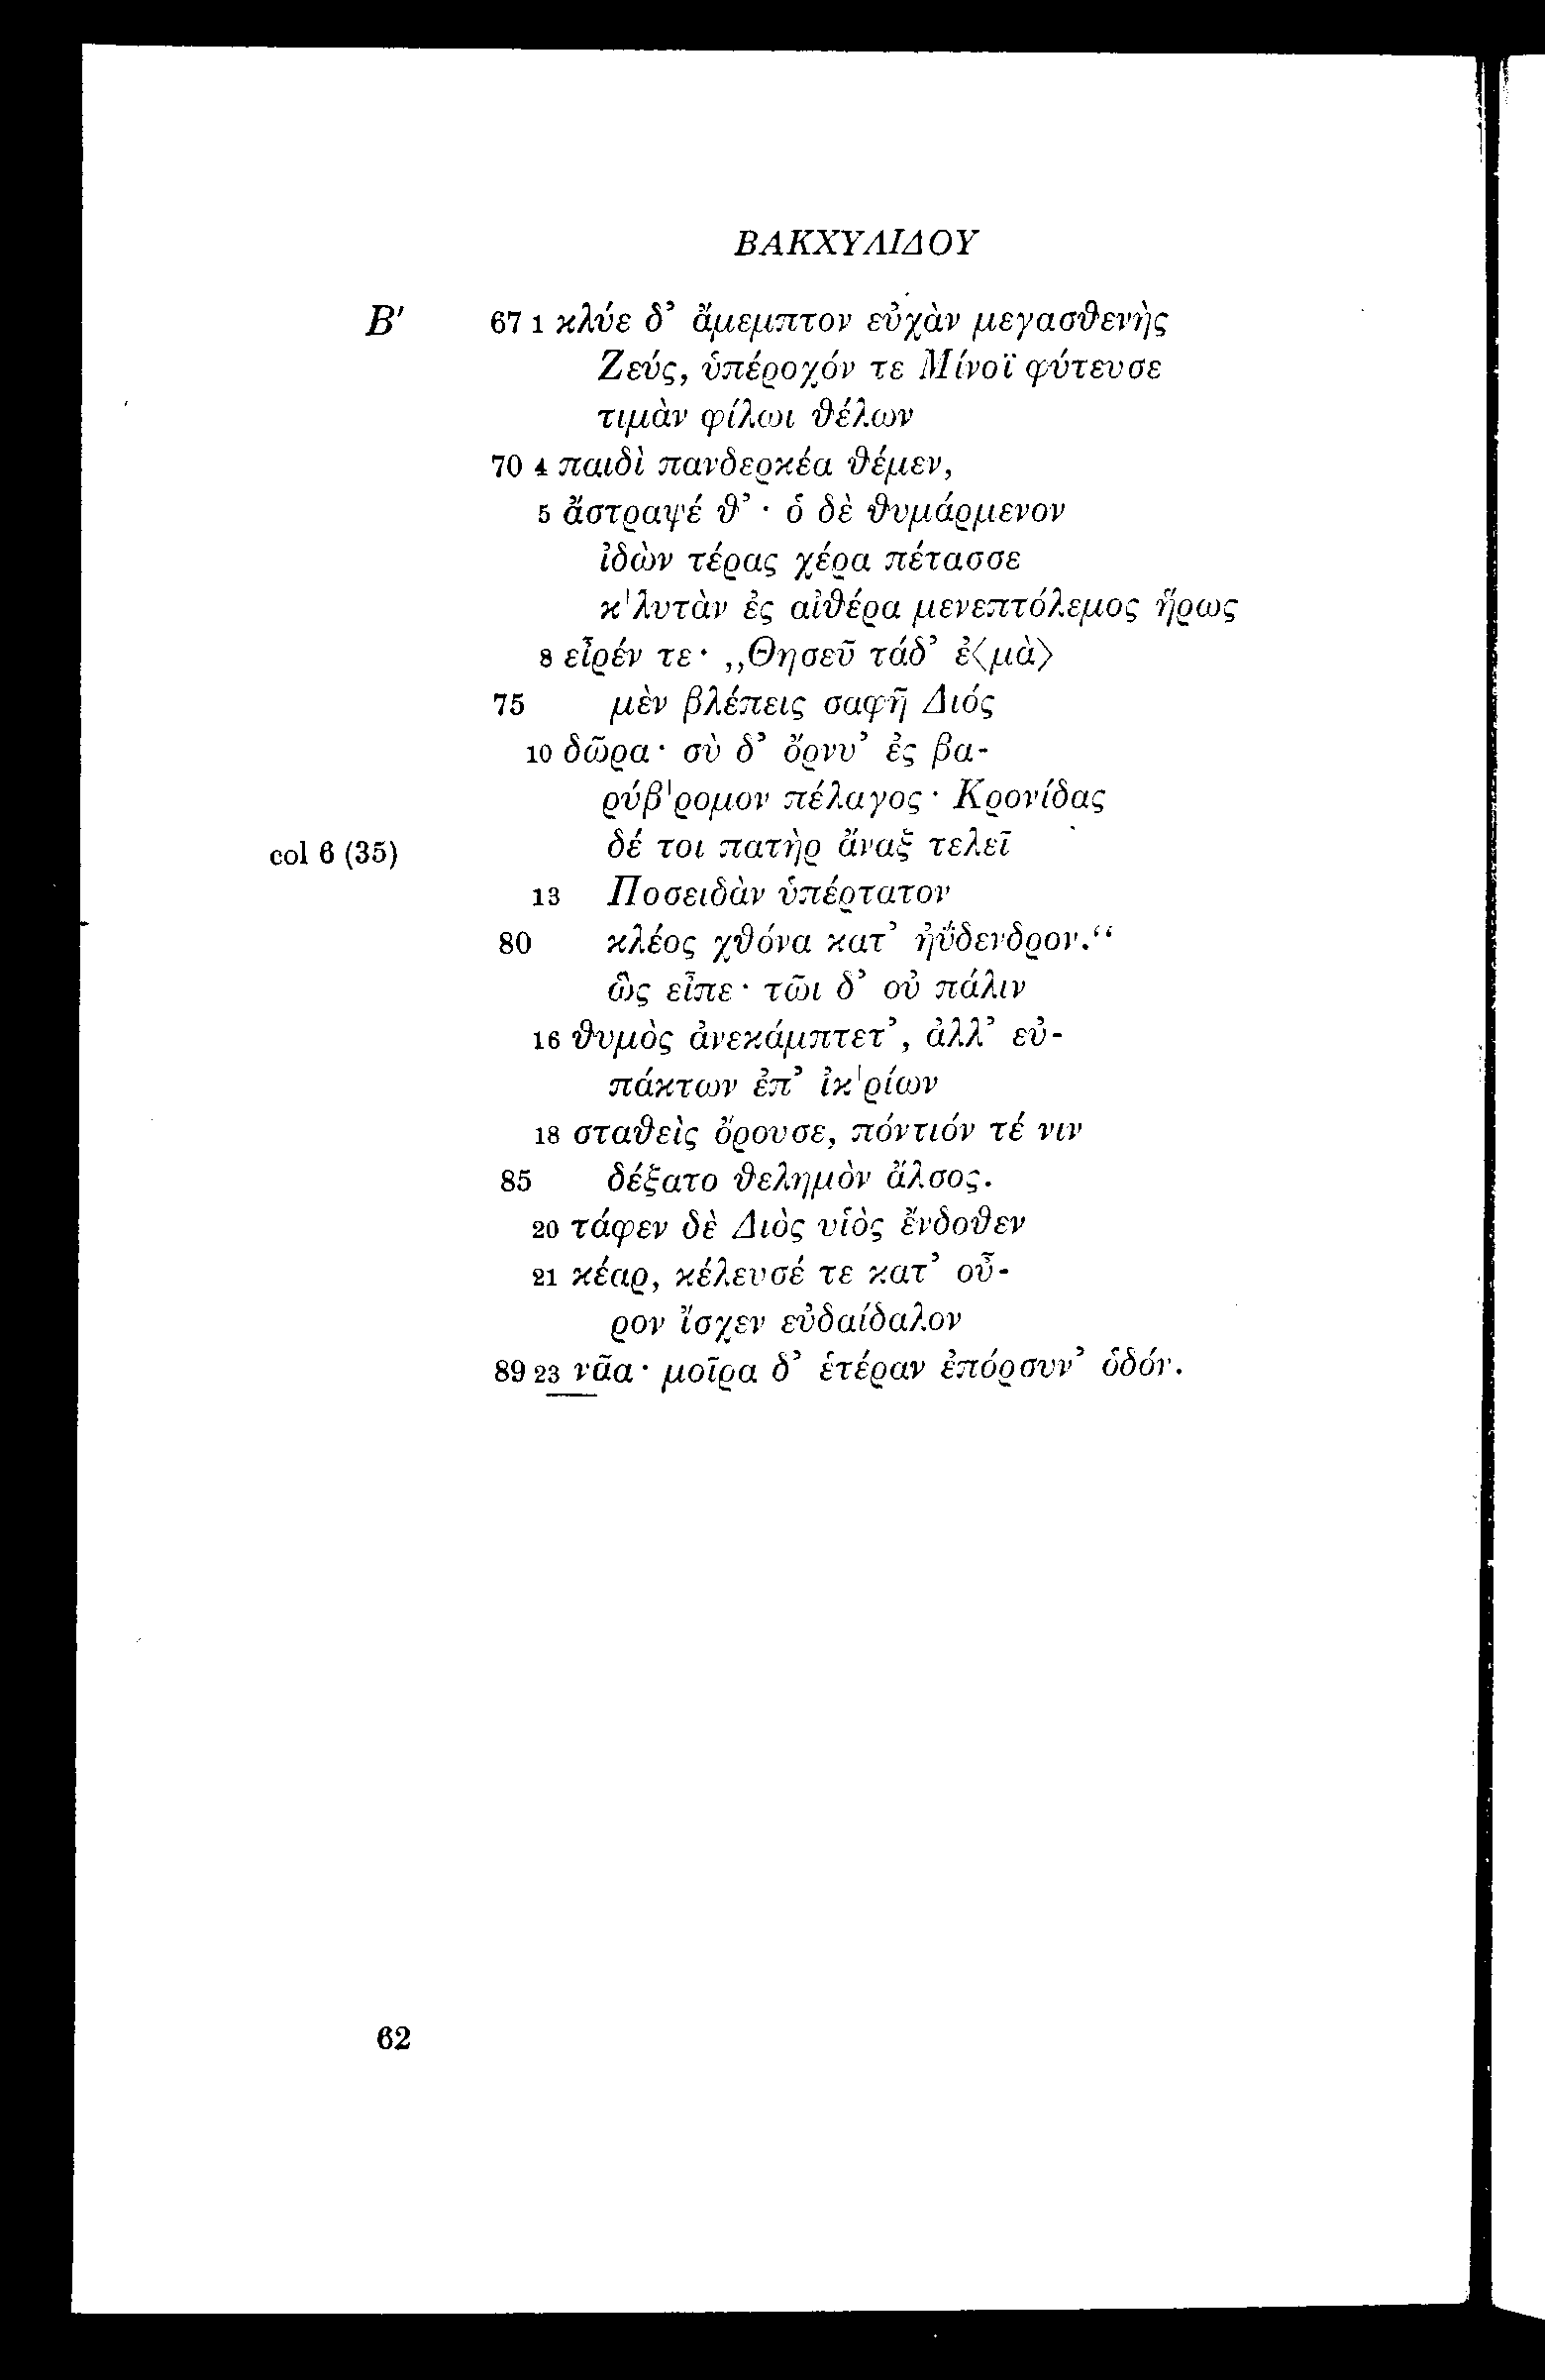 ΒΑΚΧΥΛΙΔΟΥ
Β′ 67 1 κλύε δ’ ἄμεμπτον εὐχὰν μεγασθενὴς
Ζεύς, ὑπέροχόν τε Μίνοϊ φύτευσε
τιμὰν φίλωι θέλων
70 4 παιδὶ πανδερκέα θέμεν,
5 ἄστραψέ θ’· ὁ δὲ θυμάρμενον
ἰδὼν τέρας χέρα πέτασσε
κ'λυτὰν ἐς αἰθέρα μενεπτόλεμος ἥρως
8 εἶρέν τε· „Θησεῦ τάδ’ ἐ⟨μὰ⟩
75 μὲν βλέπεις σαφῆ Διός
10 δῶρα· σὺ δ’ ὄρνυ’ ἐς βα-
ρύβ'ρομον πέλαγος· Κρονίδας
col 6 (35) δέ τοι πατὴρ ἄναξ τελεῖ
13 Ποσειδὰν ὑπέρτατον
80 κλέος χθόνα κατ’ ἠΰδενδρον.“
ὣς εἶπε· τῶι δ’ οὐ πάλιν
16 θυμὸς ἀνεκάμπτετ’, ἀλλ’ εὐ-
πάκτων ἐπ’ ἰκ'ρίων
18 σταθεὶς ὄρουσε, πόντιόν τέ νιν
85 δέξατο θελημὸν ἄλσος.
20 τάφεν δὲ Διὸς υἱὸς ἔνδοθεν
21 κέαρ, κέλευσέ τε κατ’ οὖ-
ρον ἴσχεν εὐδαίδαλον
89 23 νᾶα· μοῖρα δ’ ἑτέραν ἐπόρσυν’ ὁδόν.
62